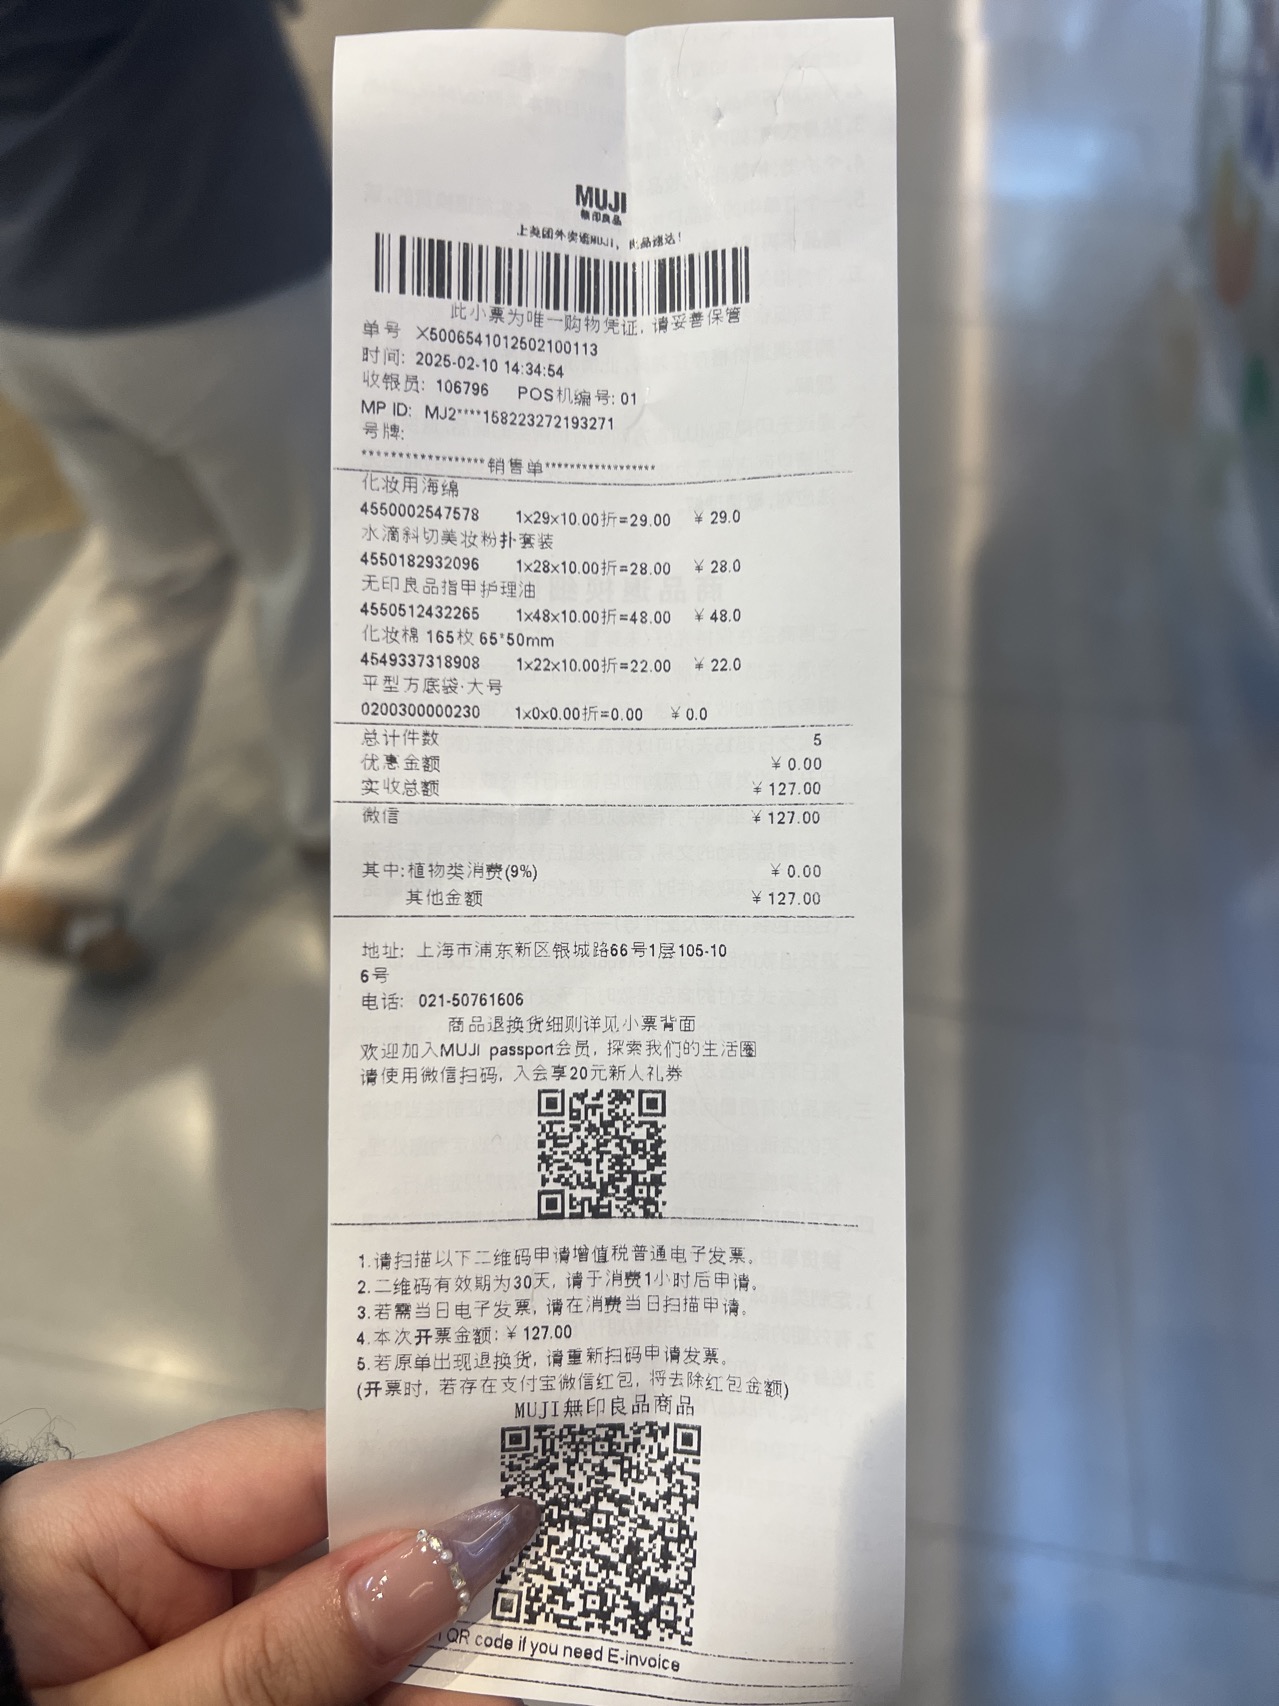 MUJI
無印良品
上美团外卖逛MUJI，良品速达！
此小票为唯一购物凭证, 请妥善保管
单号 X5006541012502100113
时间: 2025-02-10 14:34:54
收银员: 106796 POS机编号: 01
MP ID: MJ2****158223272193271
号牌:
******************销售单****************
化妆用海绵
4550002547578 1x29x10.00折=29.00 ¥ 29.0
水滴斜切美妆粉扑套装
4550182932096 1x28x10.00折=28.00 ¥ 28.0
无印良品指甲护理油
4550512432265 1x48x10.00折=48.00 ¥ 48.0
化妆棉 165枚 65*50mm
4549337318908 1x22x10.00折=22.00 ¥ 22.0
平型方底袋·大号
0200300000230 1x0x0.00折=0.00 ¥ 0.0
总计件数 5
优惠金额 ¥ 0.00
实收总额 ¥ 127.00
微信 ¥ 127.00
其中: 植物类消费(9%) ¥ 0.00
其他金额 ¥ 127.00
地址: 上海市浦东新区银城路66号1层105-10
6号
电话: 021-50761606
商品退换货细则详见小票背面
欢迎加入MUJI passport会员, 探索我们的生活圈
请使用微信扫码, 入会享20元新人礼券
1.请扫描以下二维码申请增值税普通电子发票。
2.二维码有效期为30天, 请于消费1小时后申请。
3.若需当日电子发票, 请在消费当日扫描申请。
4.本次开票金额: ¥ 127.00
5.若原单出现退换货, 请重新扫码申请发票。
(开票时, 若存在支付宝微信红包, 将去除红包金额)
MUJI無印良品商品
QR code if you need E-invoice